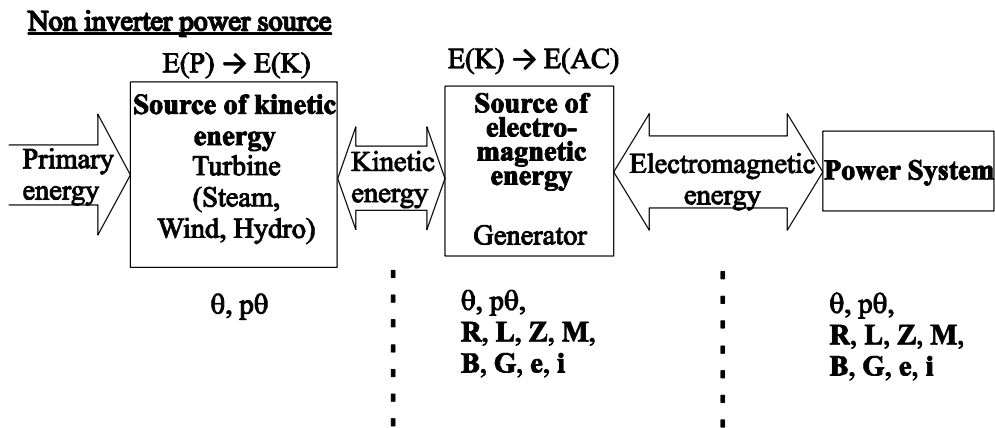 Non inverter power source
E(P) → E(K)
E(K) → E(AC)
Primary
energy
Source of kinetic
energy
Turbine
(Steam,
Wind, Hydro)
Kinetic
energy
Source of
electro-
magnetic
energy
Generator
Electromagnetic
energy
Power System
θ, pθ
θ, pθ,
R, L, Z, M,
B, G, e, i
θ, pθ,
R, L, Z, M,
B, G, e, i